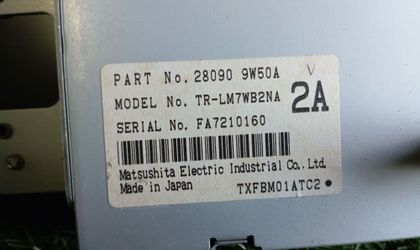 PART No. 28090 9W50A V
MODEL No. TR-LM7WB2NA 2A
SERIAL No. FA7210160
Matsushita Electric Industrial Co., Ltd.
Made in Japan TXFBM01ATC2